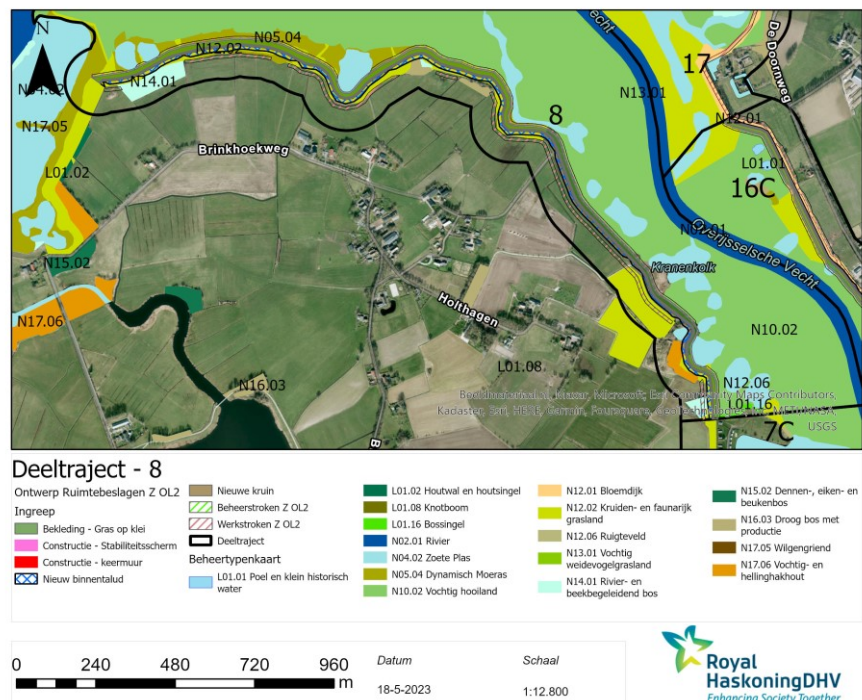 N
N05.04
N12.02
N14.01
N04.02
N17.05
L01.02
Brinkhoekweg
8
Vecht
N13.01
17
De Doornweg
N12.01
L01.01
16C
Overijsselsche Vecht
Kranenkolk
N15.02
N17.06
Holthagen
N10.02
N16.03
L01.08
N12.06
L01.16
7C
Kadaster, Esri, HERE, Garmin, Foursquare,
USGS
Deeltraject - 8
Ontwerp Ruimtebeslagen Z OL2
Ingreep
Bekleding - Gras op klei
Constructie - Stabiliteitsscherm
Constructie - keermuur
Nieuw binnentalud
Nieuwe kruin
Beheerstroken Z OL2
Werkstroken Z OL2
Deeltraject
Beheertypenkaart
L01.01 Poel en klein historisch
water
L01.02 Houtwal en houtsingel
L01.08 Knotboom
L01.16 Bossingel
N02.01 Rivier
N04.02 Zoete Plas
N05.04 Dynamisch Moeras
N10.02 Vochtig hooiland
N12.01 Bloemdijk
N12.02 Kruiden- en faunarijk
grasland
N12.06 Ruigteveld
N13.01 Vochtig
weidevogelgrasland
N14.01 Rivier- en
beekbegeleidend bos
N15.02 Dennen-, eiken- en
beukenbos
N16.03 Droog bos met
productie
N17.05 Wilgengriend
N17.06 Vochtig- en
hellinghakhout
0 240 480 720 960
m
Datum
18-5-2023
Schaal
1:12.800
Royal
HaskoningDHV
Enhancing Society Together